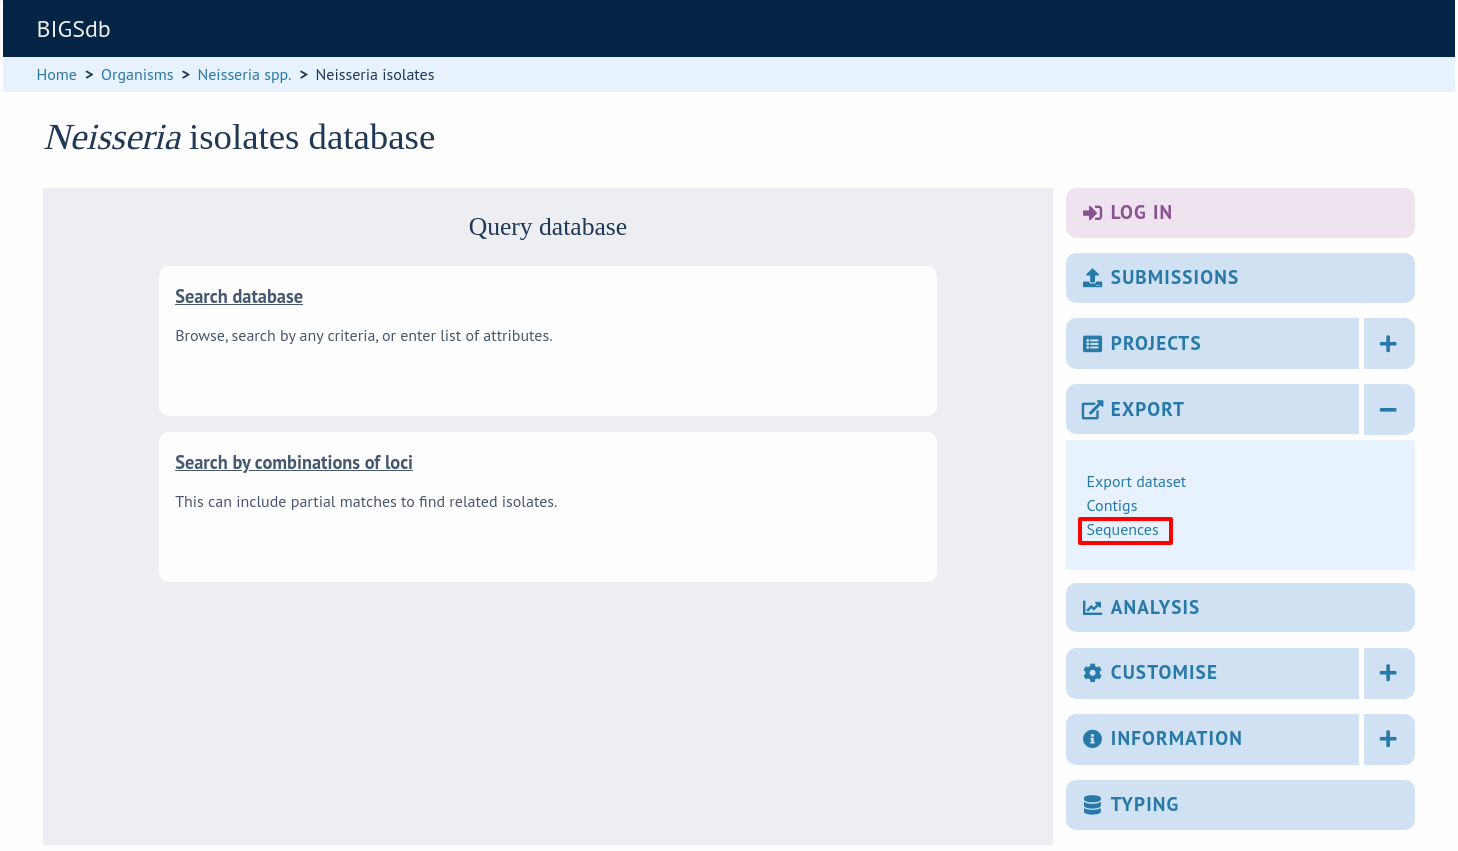 BIGSdb
Home > Organisms > Neisseria spp. > Neisseria isolates
Neisseria isolates database
Query database
Search database
Browse, search by any criteria, or enter list of attributes.
Search by combinations of loci
This can include partial matches to find related isolates.
LOG IN
SUBMISSIONS
PROJECTS
EXPORT
Export dataset
Contigs
Sequences
ANALYSIS
CUSTOMISE
INFORMATION
TYPING